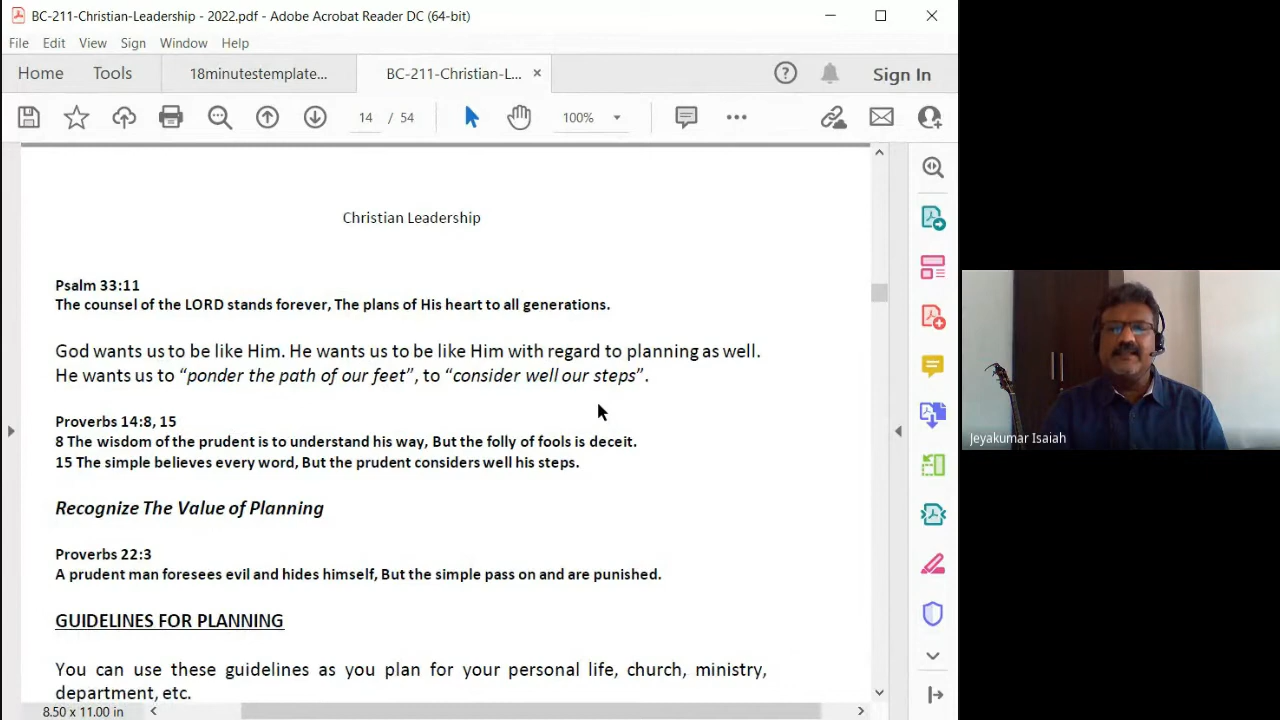 BC-211-Christian-Leadership - 2022.pdf - Adobe Acrobat Reader DC (64-bit)
File Edit View Sign Window Help
Home Tools 18minutestemplate... BC-211-Christian-L... × Sign In
14 / 54 100%
Christian Leadership
Psalm 33:11
The counsel of the LORD stands forever, The plans of His heart to all generations.
God wants us to be like Him. He wants us to be like Him with regard to planning as well.
He wants us to “ponder the path of our feet”, to “consider well our steps”.
Proverbs 14:8, 15
8 The wisdom of the prudent is to understand his way, But the folly of fools is deceit.
15 The simple believes every word, But the prudent considers well his steps.
Recognize The Value of Planning
Proverbs 22:3
A prudent man foresees evil and hides himself, But the simple pass on and are punished.
GUIDELINES FOR PLANNING
You can use these guidelines as you plan for your personal life, church, ministry,
department, etc.
8.50 x 11.00 in
Jeyakumar Isaiah